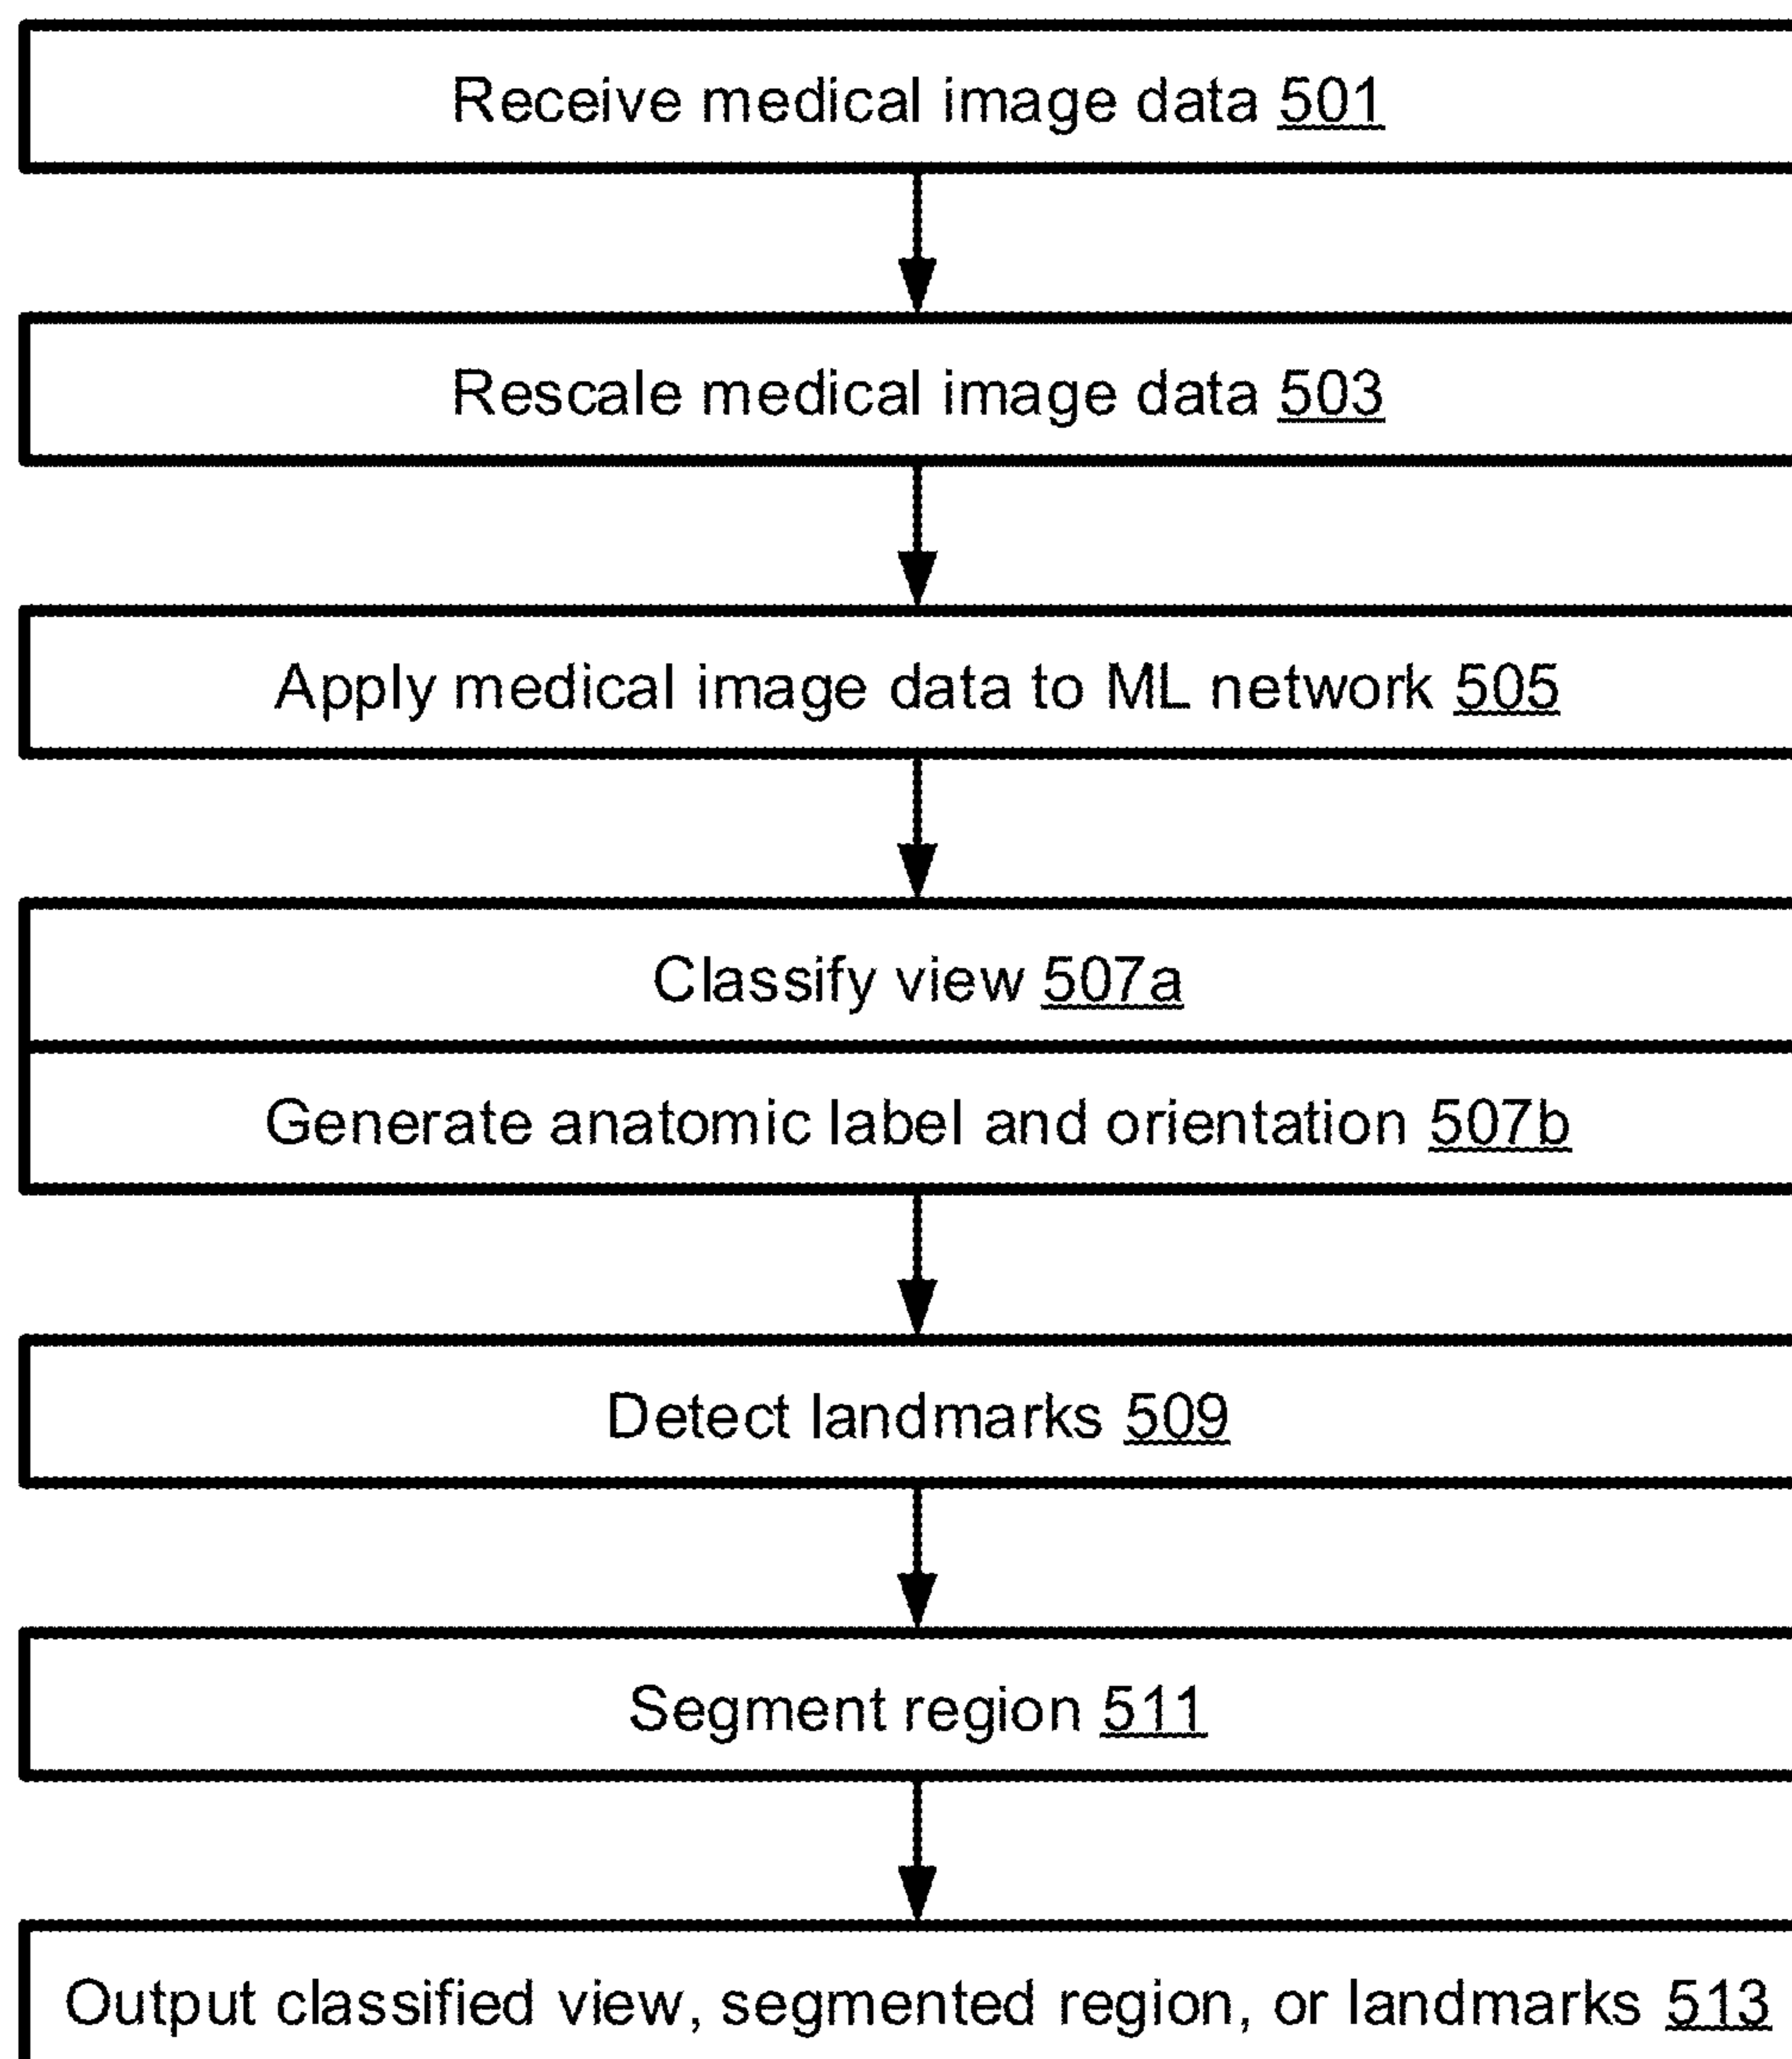 Receive medical image data 501
Rescale medical image data 503
Apply medical image data to ML network 505
Classify view 507a
Generate anatomic label and orientation 507b
Detect landmarks 509
Segment region 511
Output classified view, segmented region, or landmarks 513